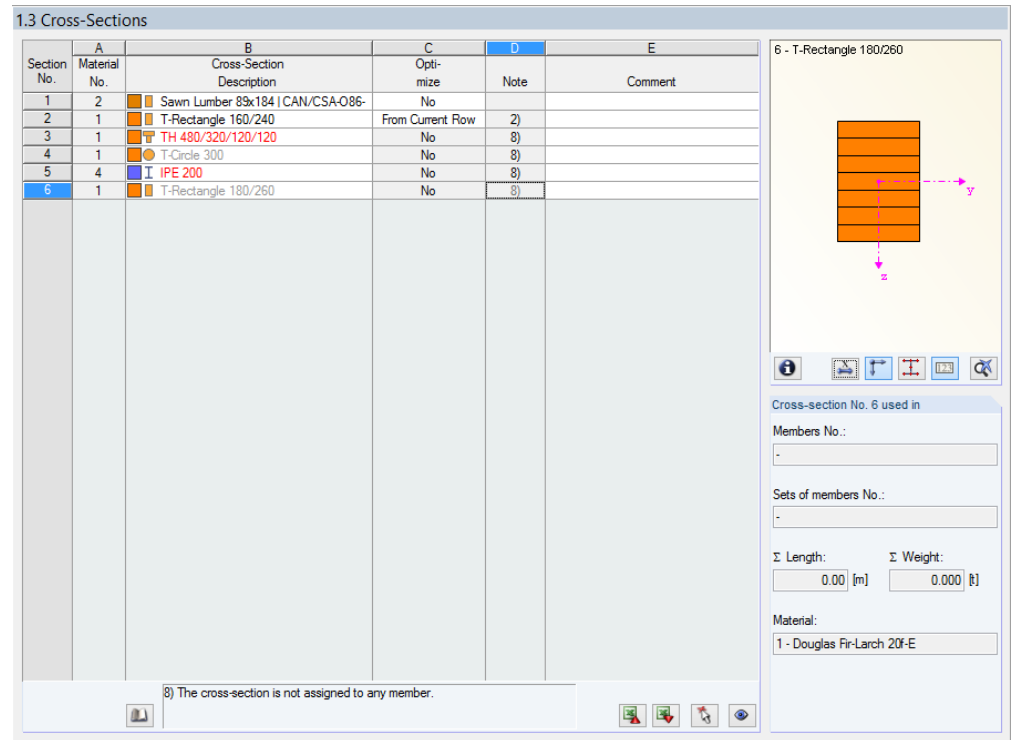 1.3 Cross-Sections
A B C D E
Section Material Cross-Section Opti-
No. No. Description mize Note Comment
1 2 Sawn Lumber 89x184 | CAN/CSA-O86- No
2 1 T-Rectangle 160/240 From Current Row 2)
3 1 TH 480/320/120/120 No 8)
4 1 T-Circle 300 No 8)
5 4 IPE 200 No 8)
6 1 T-Rectangle 180/260 No 8)
8) The cross-section is not assigned to any member.
6 - T-Rectangle 180/260
y
z
Cross-section No. 6 used in
Members No.:
-
Sets of members No.:
-
Σ Length: Σ Weight:
0.00 [m] 0.000 [t]
Material:
1 - Douglas Fir-Larch 20f-E